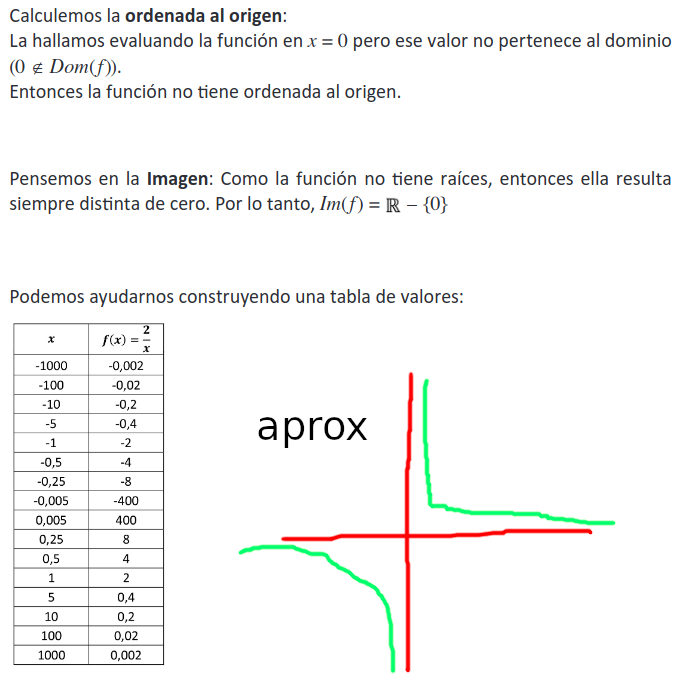 Calculemos la ordenada al origen:
La hallamos evaluando la función en x = 0 pero ese valor no pertenece al dominio
(0 ∉ Dom(f)).
Entonces la función no tiene ordenada al origen.
Pensemos en la Imagen: Como la función no tiene raíces, entonces ella resulta
siempre distinta de cero. Por lo tanto, Im(f) = ℝ − {0}
Podemos ayudarnos construyendo una tabla de valores:
x f(x) = 2/x
-1000 -0,002
-100 -0,02
-10 -0,2
-5 -0,4
-1 -2
-0,5 -4
-0,25 -8
-0,005 -400
0,005 400
0,25 8
0,5 4
1 2
5 0,4
10 0,2
100 0,02
1000 0,002
aprox